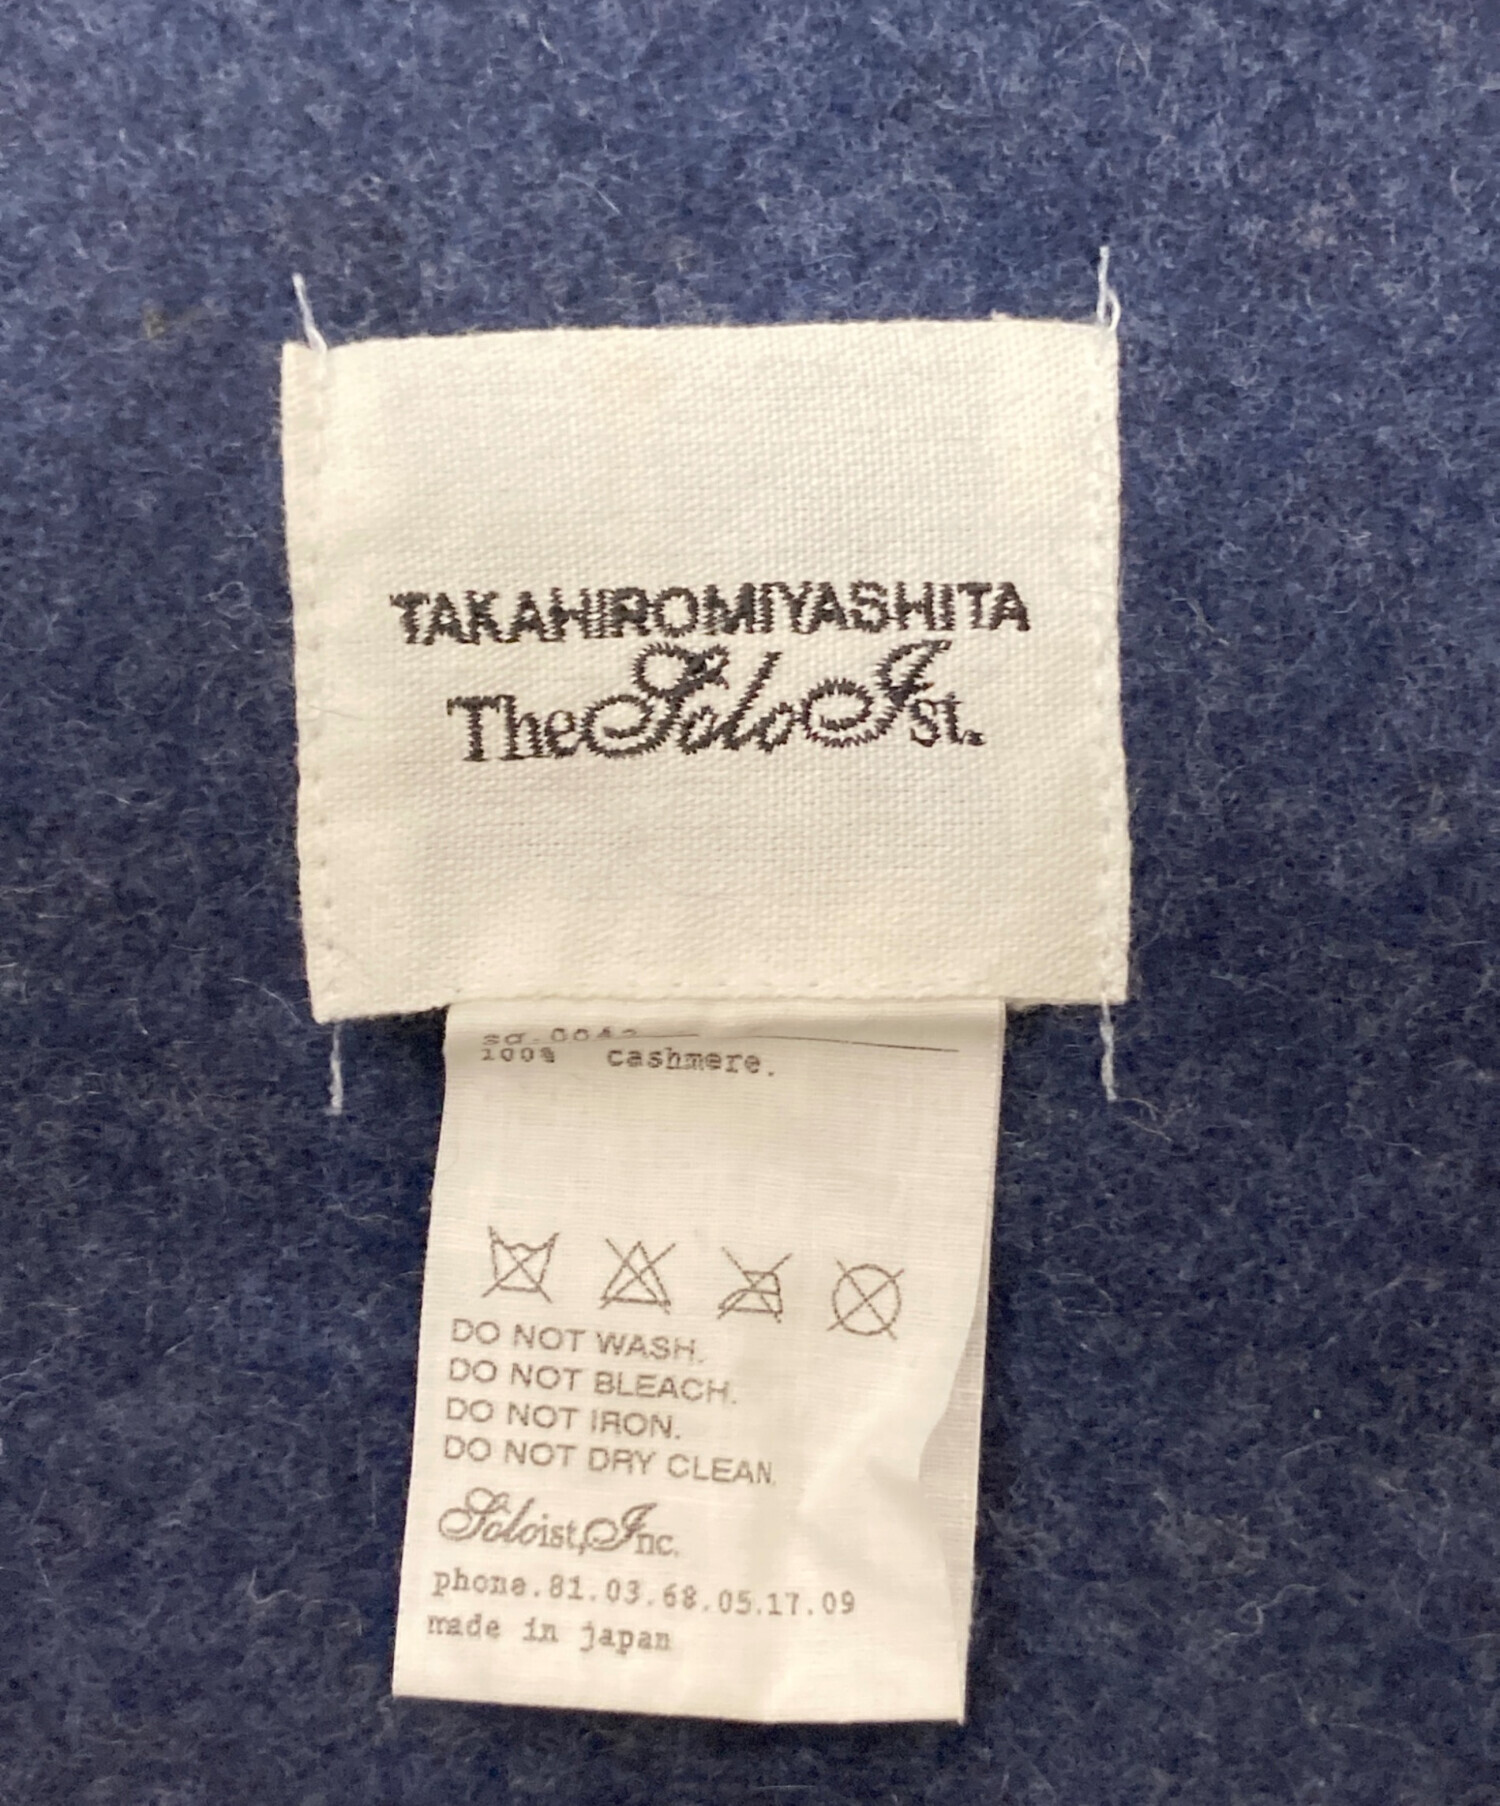 TAKAHIROMIYASHITA
TheSoloIst.
100% cashmere.
DO NOT WASH.
DO NOT BLEACH.
DO NOT IRON.
DO NOT DRY CLEAN.
Soloist,Inc.
phone.81.03.68.05.17.09
made in japan